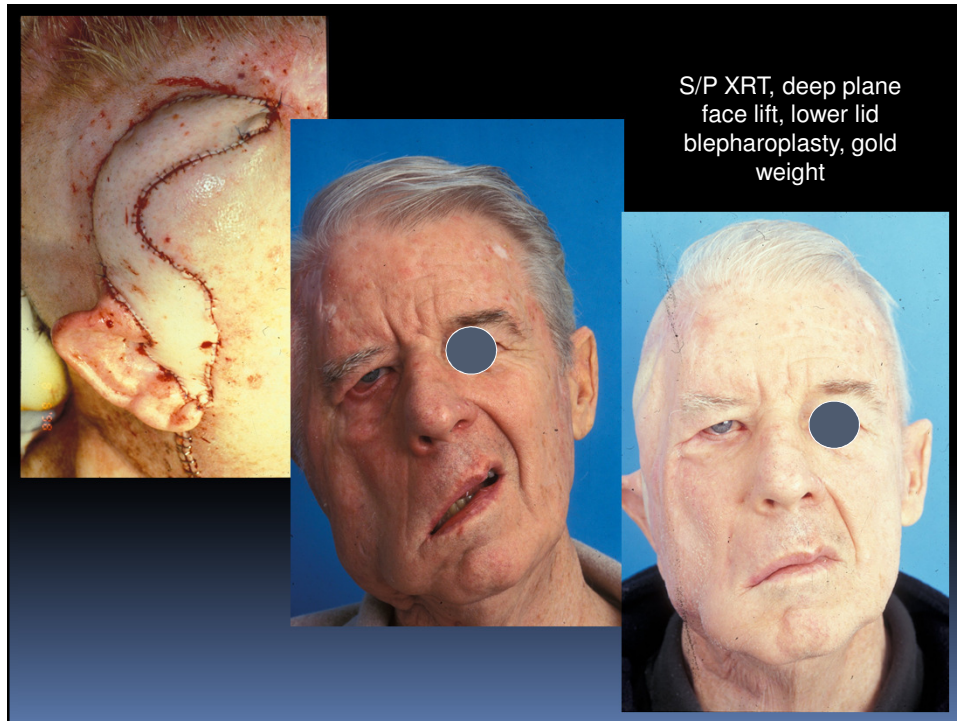 S/P XRT, deep plane
face lift, lower lid
blepharoplasty, gold
weight